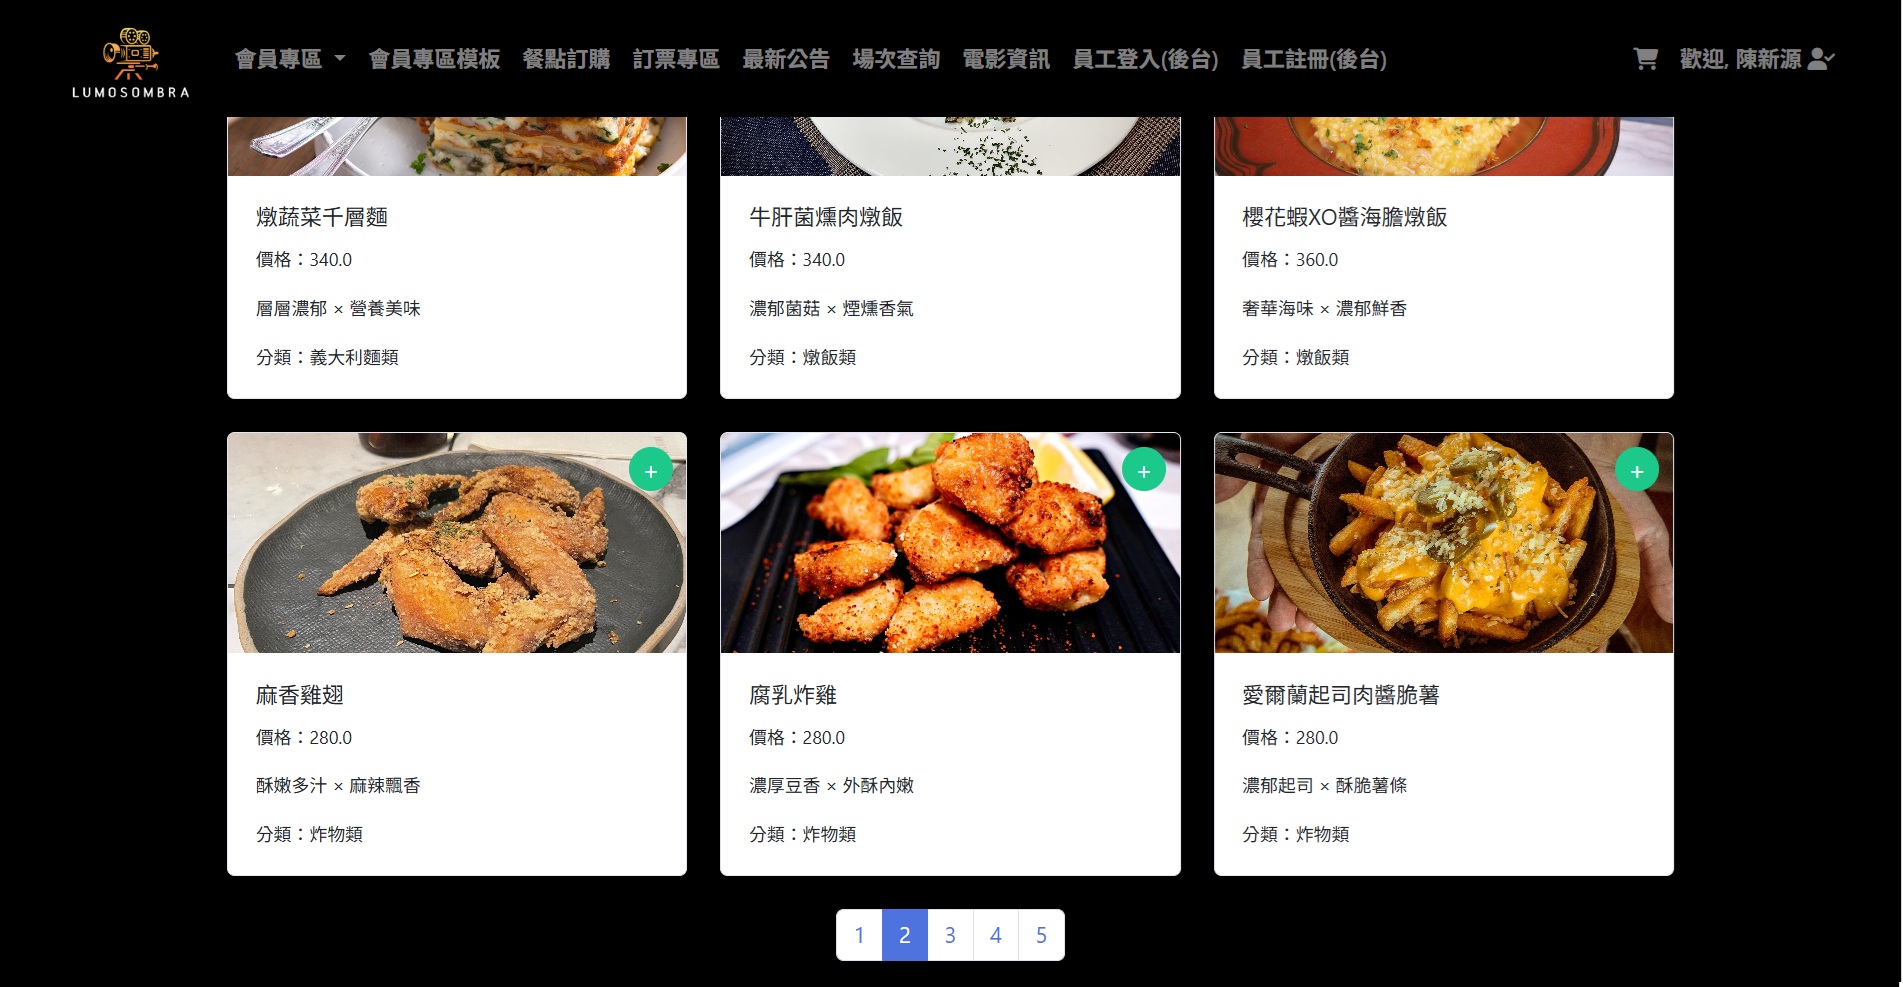 LUMOSOMBRA
會員專區 會員專區模板 餐點訂購 訂票專區 最新公告 場次查詢 電影資訊 員工登入(後台) 員工註冊(後台) 歡迎, 陳新源
燉蔬菜千層麵
價格：340.0
層層濃郁 × 營養美味
分類：義大利麵類
牛肝菌燻肉燉飯
價格：340.0
濃郁菌菇 × 煙燻香氣
分類：燉飯類
櫻花蝦XO醬海膽燉飯
價格：360.0
奢華海味 × 濃郁鮮香
分類：燉飯類
+
麻香雞翅
價格：280.0
酥嫩多汁 × 麻辣飄香
分類：炸物類
+
腐乳炸雞
價格：280.0
濃厚豆香 × 外酥內嫩
分類：炸物類
+
愛爾蘭起司肉醬脆薯
價格：280.0
濃郁起司 × 酥脆薯條
分類：炸物類
1 2 3 4 5